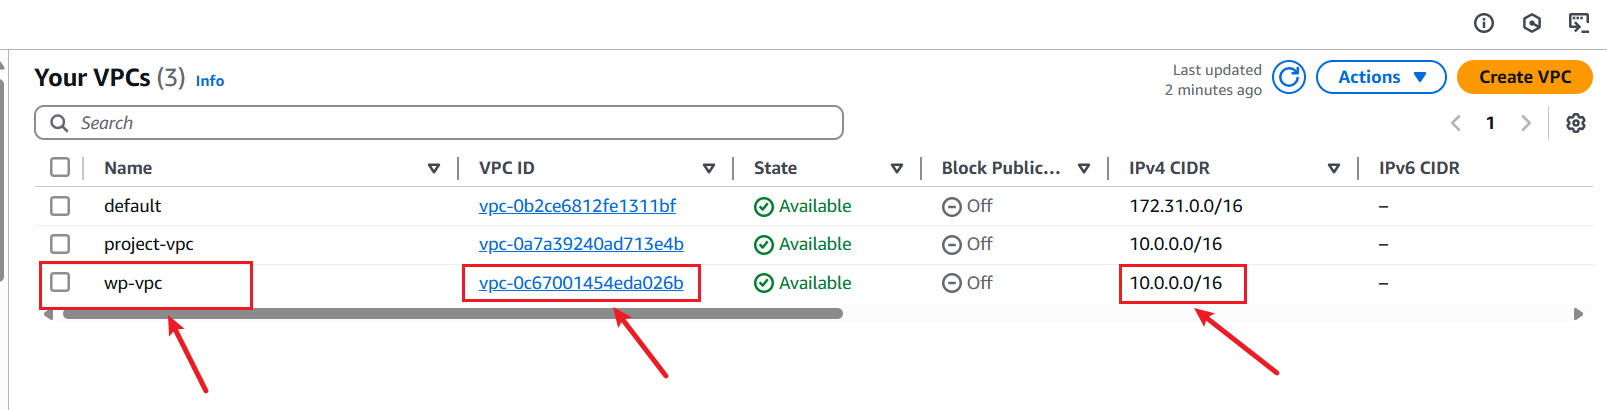 Your VPCs (3) Info
Last updated
2 minutes ago
Actions
Create VPC
Search
1
Name VPC ID State Block Public... IPv4 CIDR IPv6 CIDR
default vpc-0b2ce6812fe1311bf Available Off 172.31.0.0/16 –
project-vpc vpc-0a7a39240ad713e4b Available Off 10.0.0.0/16 –
wp-vpc vpc-0c67001454eda026b Available Off 10.0.0.0/16 –